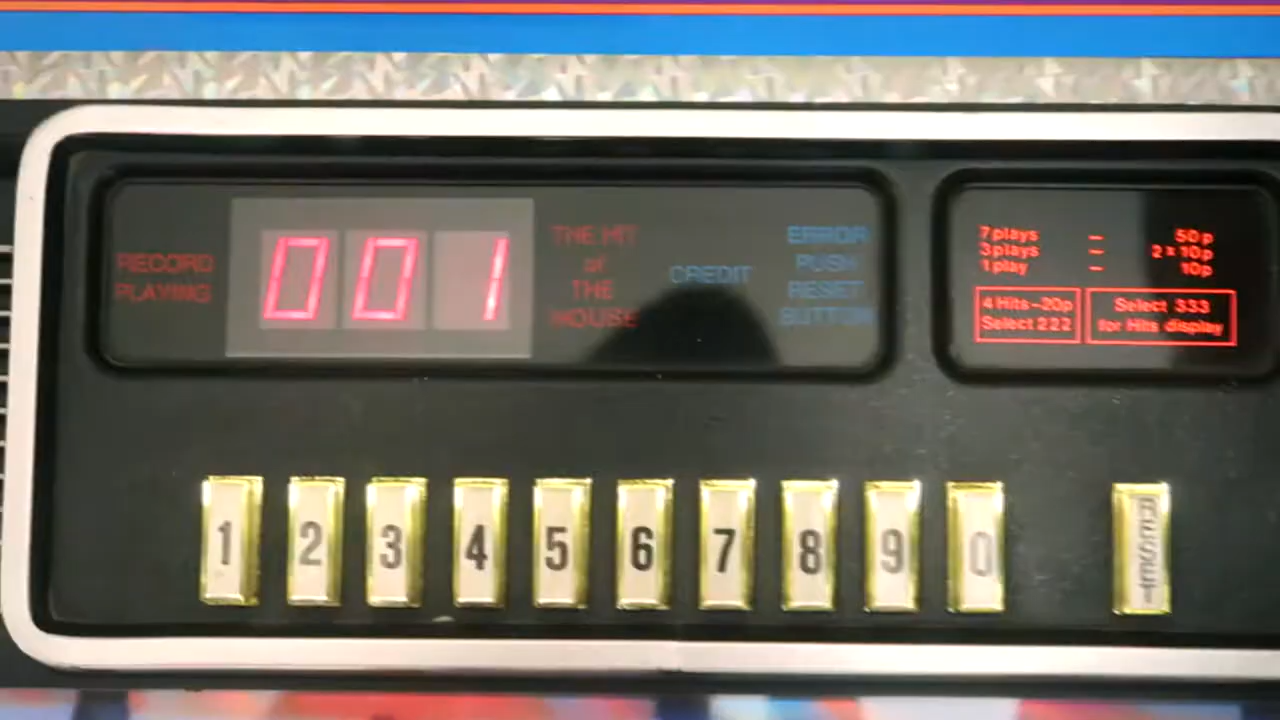 RECORD
PLAYING
001
THE HIT
of
THE
HOUSE
CREDIT
ERROR
PUSH
RESET
BUTTON
7 plays – 50p
3 plays – 2 x 10p
1 play – 10p
4 Hits – 20p
Select 222
Select 333
for Hits display
1 2 3 4 5 6 7 8 9 0
RESET